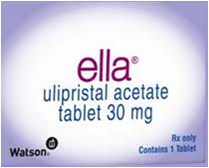 ella®
ulipristal acetate
tablet 30 mg
Rx only
Watson
Contains 1 Tablet